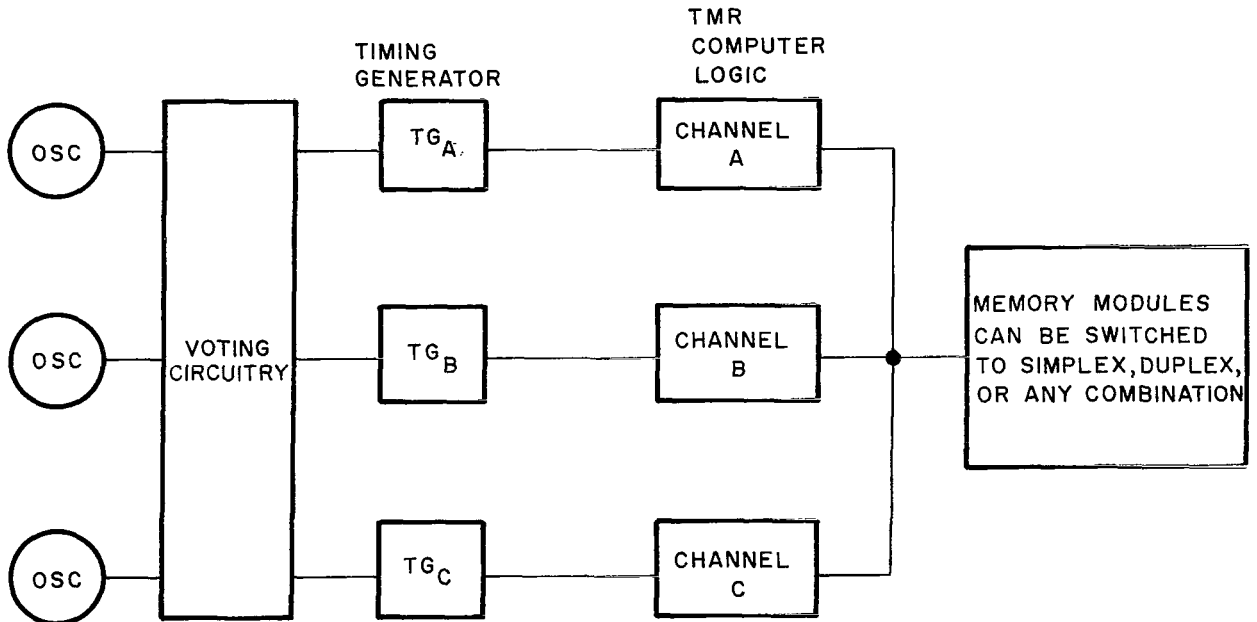 TIMING
GENERATOR
TMR
COMPUTER
LOGIC
OSC
TGA
CHANNEL
A
OSC
VOTING
CIRCUITRY
TGB
CHANNEL
B
MEMORY MODULES
CAN BE SWITCHED
TO SIMPLEX, DUPLEX,
OR ANY COMBINATION
OSC
TGC
CHANNEL
C